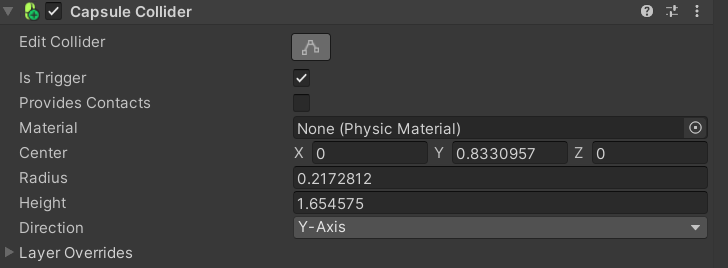 Capsule Collider
Edit Collider
Is Trigger
Provides Contacts
Material None (Physic Material)
Center X 0 Y 0.8330957 Z 0
Radius 0.2172812
Height 1.654575
Direction Y-Axis
Layer Overrides